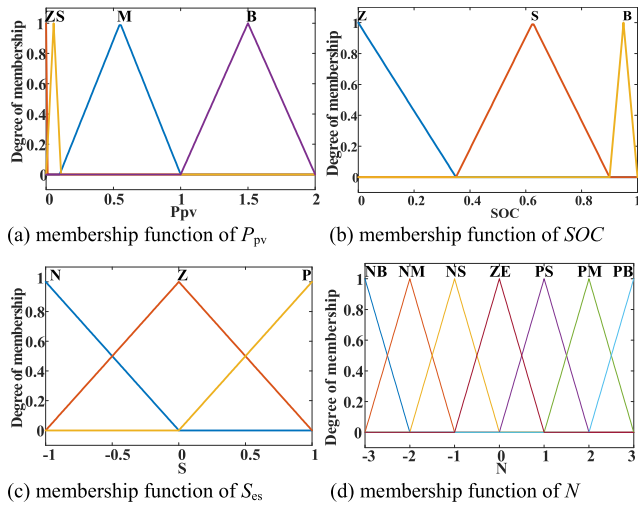 ZS M B
Degree of membership
1
0.8
0.6
0.4
0.2
0
0 0.5 1 1.5 2
Ppv
(a) membership function of Ppv
Z S B
Degree of membership
1
0.8
0.6
0.4
0.2
0
0 0.2 0.4 0.6 0.8 1
SOC
(b) membership function of SOC
N Z P
Degree of membership
1
0.8
0.6
0.4
0.2
0
-1 -0.5 0 0.5 1
S
(c) membership function of Ses
NB NM NS ZE PS PM PB
Degree of membership
1
0.8
0.6
0.4
0.2
0
-3 -2 -1 0 1 2 3
N
(d) membership function of N